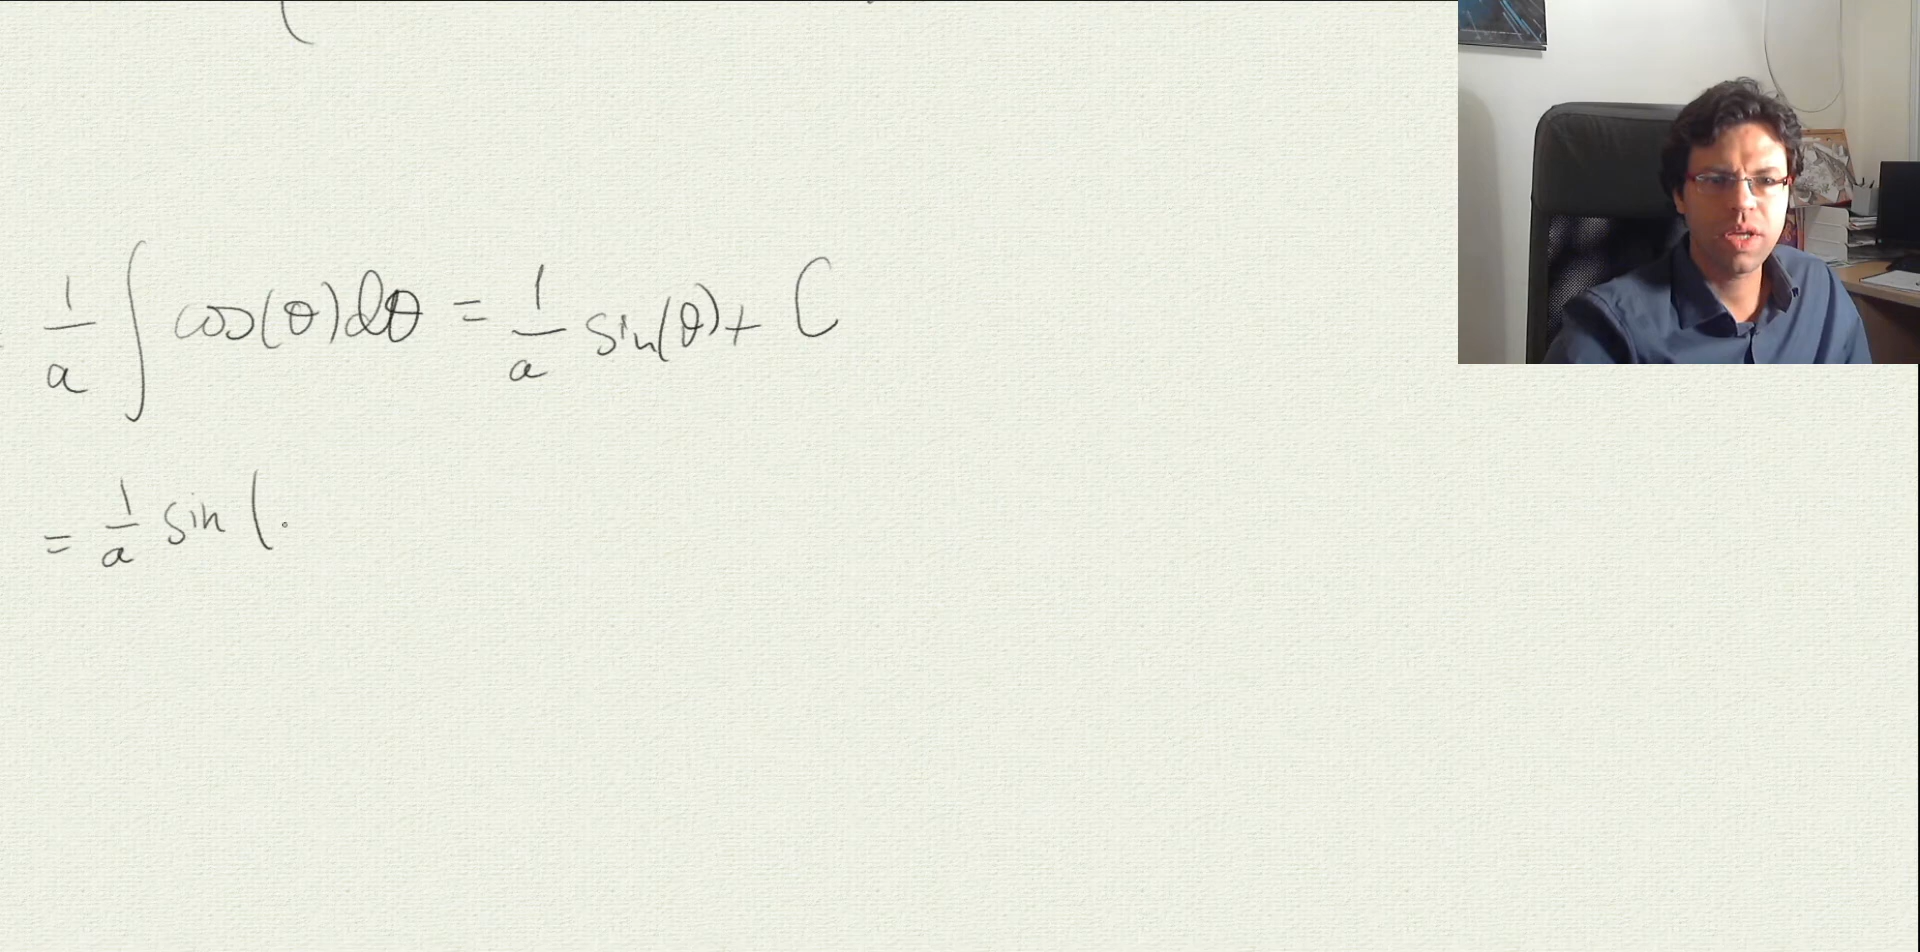 1/a ∫ cos(θ)dθ = 1/a sin(θ) + C
= 1/a sin (.